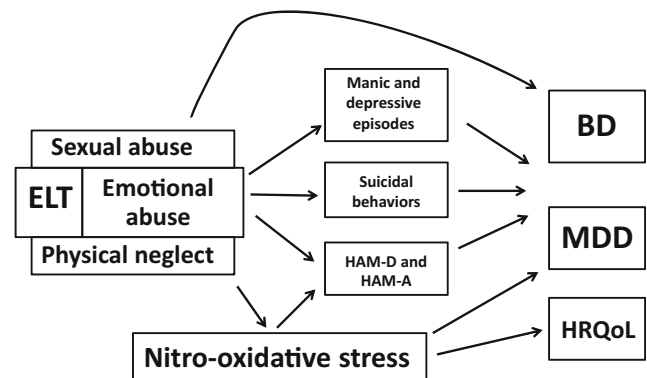 Sexual abuse
ELT
Emotional
abuse
Physical neglect
Manic and
depressive
episodes
Suicidal
behaviors
HAM-D and
HAM-A
Nitro-oxidative stress
BD
MDD
HRQoL